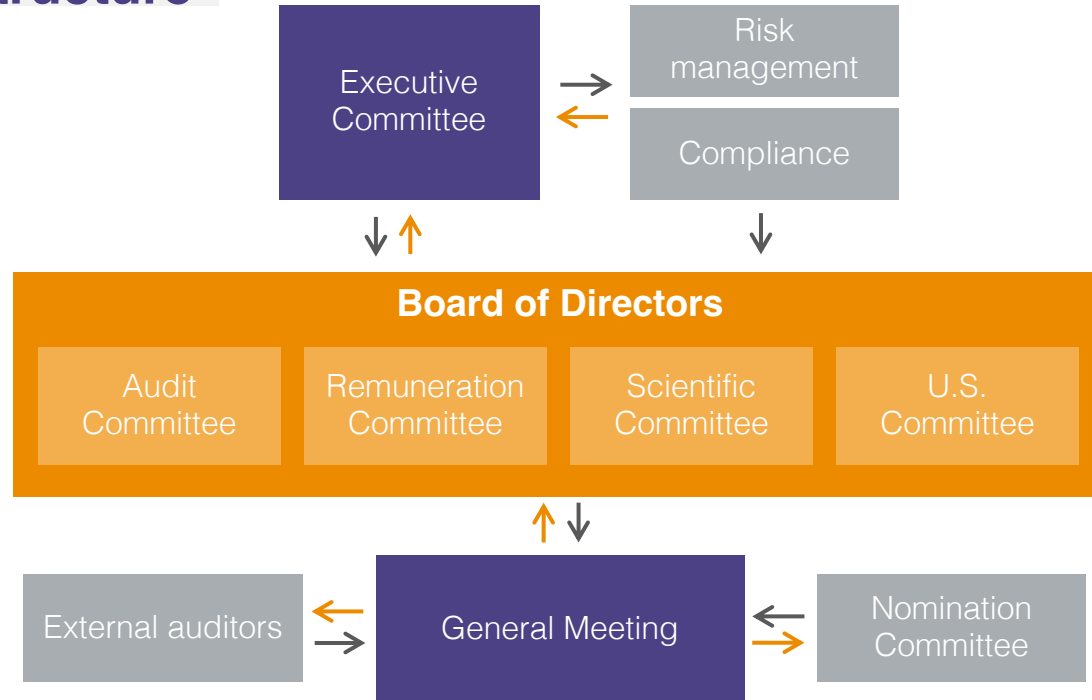 Executive
Committee
Risk
management
Compliance
Board of Directors
Audit
Committee
Remuneration
Committee
Scientific
Committee
U.S.
Committee
External auditors
General Meeting
Nomination
Committee